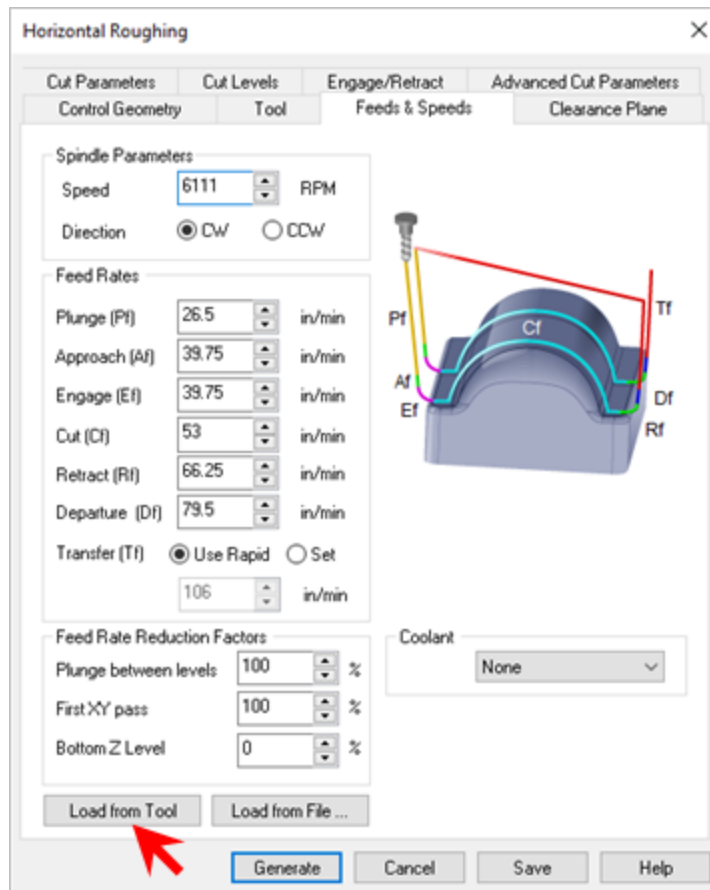 Horizontal Roughing
Cut Parameters Cut Levels Engage/Retract Advanced Cut Parameters
Control Geometry Tool Feeds & Speeds Clearance Plane
Spindle Parameters
Speed 6111 RPM
Direction CW CCW
Feed Rates
Plunge (Pf) 26.5 in/min
Approach (Af) 39.75 in/min
Engage (Ef) 39.75 in/min
Cut (Cf) 53 in/min
Retract (Rf) 66.25 in/min
Departure (Df) 79.5 in/min
Transfer (Tf) Use Rapid Set
106 in/min
Pf
Cf
Tf
Af
Ef
Df
Rf
Feed Rate Reduction Factors
Plunge between levels 100 %
First XY pass 100 %
Bottom Z Level 0 %
Coolant
None
Load from Tool Load from File ...
Generate Cancel Save Help